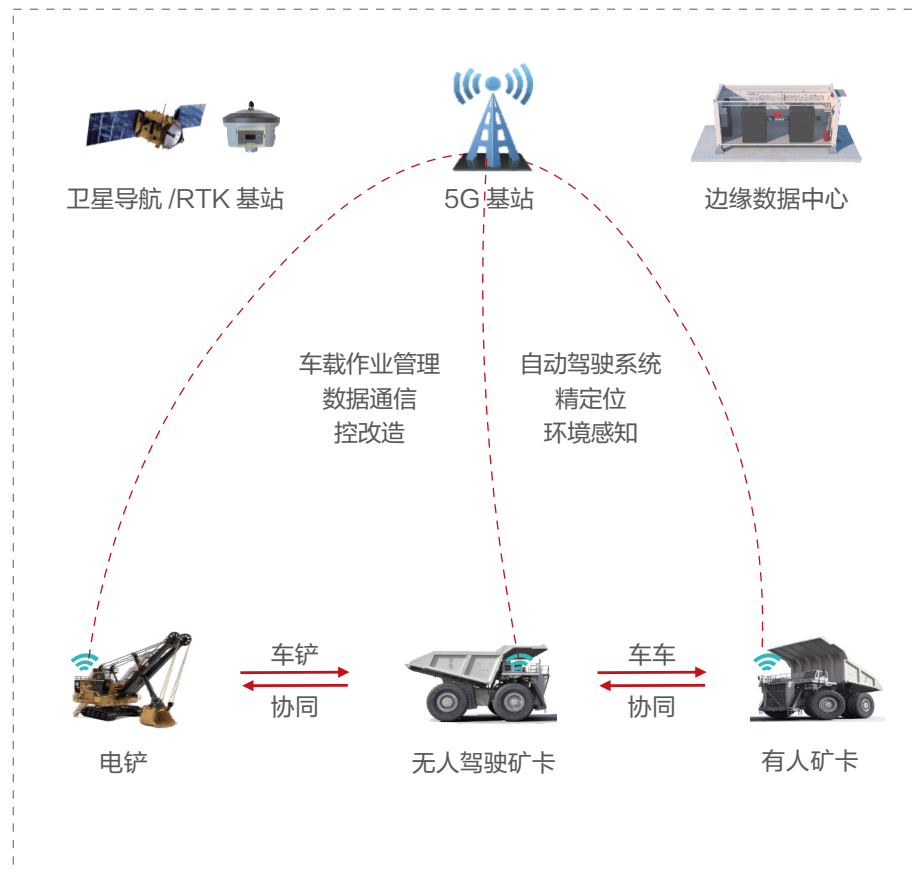 卫星导航 /RTK 基站
5G 基站
边缘数据中心
车载作业管理
数据通信
控改造
自动驾驶系统
精定位
环境感知
车铲
协同
车车
协同
电铲
无人驾驶矿卡
有人矿卡